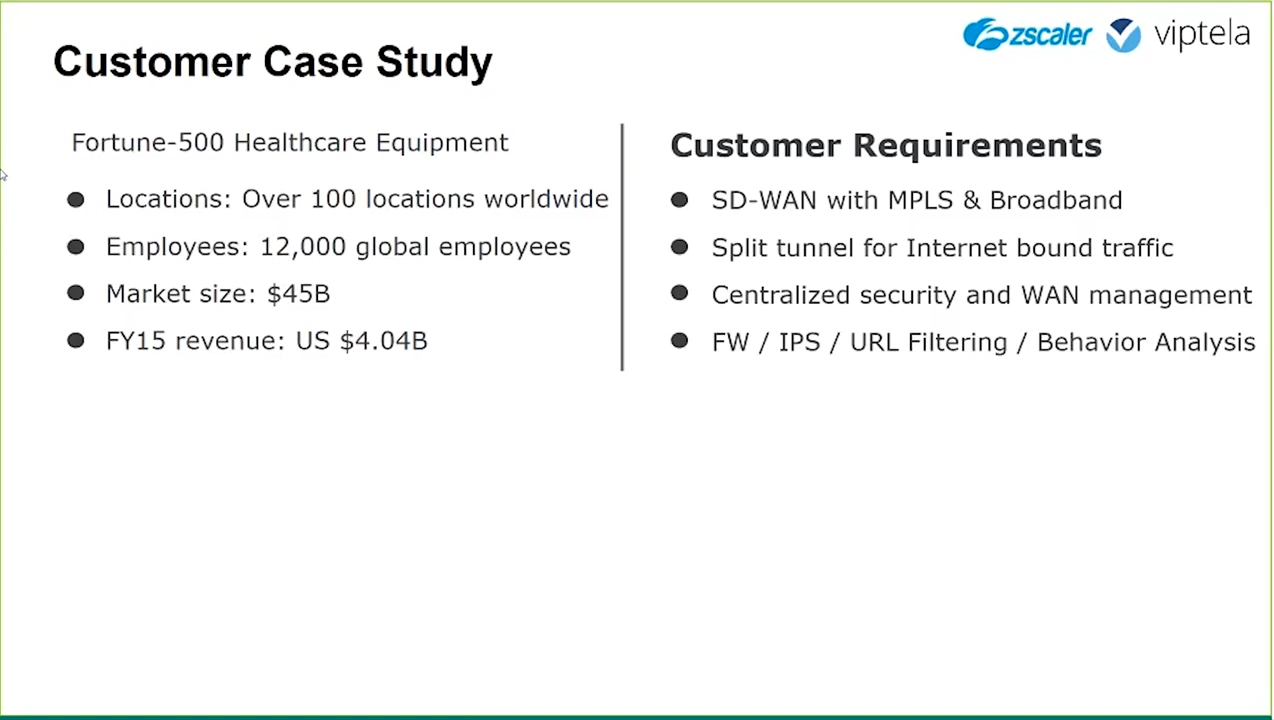 zscaler viptela
Customer Case Study
Fortune-500 Healthcare Equipment
Locations: Over 100 locations worldwide
Employees: 12,000 global employees
Market size: $45B
FY15 revenue: US $4.04B
Customer Requirements
SD-WAN with MPLS & Broadband
Split tunnel for Internet bound traffic
Centralized security and WAN management
FW / IPS / URL Filtering / Behavior Analysis